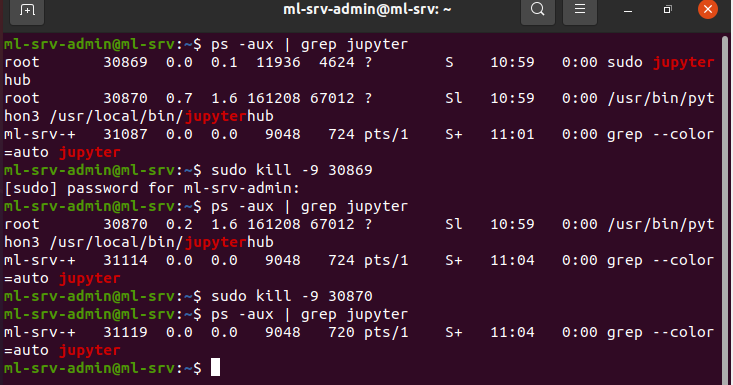 ml-srv-admin@ml-srv: ~
ml-srv-admin@ml-srv:~$ ps -aux | grep jupyter
root       30869  0.0  0.1  11936  4624 ?        S    10:59   0:00 sudo jupyter
hub
root       30870  0.7  1.6 161208 67012 ?        Sl   10:59   0:00 /usr/bin/pyt
hon3 /usr/local/bin/jupyterhub
ml-srv-+   31087  0.0  0.0   9048   724 pts/1    S+   11:01   0:00 grep --color
=auto jupyter
ml-srv-admin@ml-srv:~$ sudo kill -9 30869
[sudo] password for ml-srv-admin:
ml-srv-admin@ml-srv:~$ ps -aux | grep jupyter
root       30870  0.2  1.6 161208 67012 ?        Sl   10:59   0:00 /usr/bin/pyt
hon3 /usr/local/bin/jupyterhub
ml-srv-+   31114  0.0  0.0   9048   724 pts/1    S+   11:04   0:00 grep --color
=auto jupyter
ml-srv-admin@ml-srv:~$ sudo kill -9 30870
ml-srv-admin@ml-srv:~$ ps -aux | grep jupyter
ml-srv-+   31119  0.0  0.0   9048   720 pts/1    S+   11:04   0:00 grep --color
=auto jupyter
ml-srv-admin@ml-srv:~$